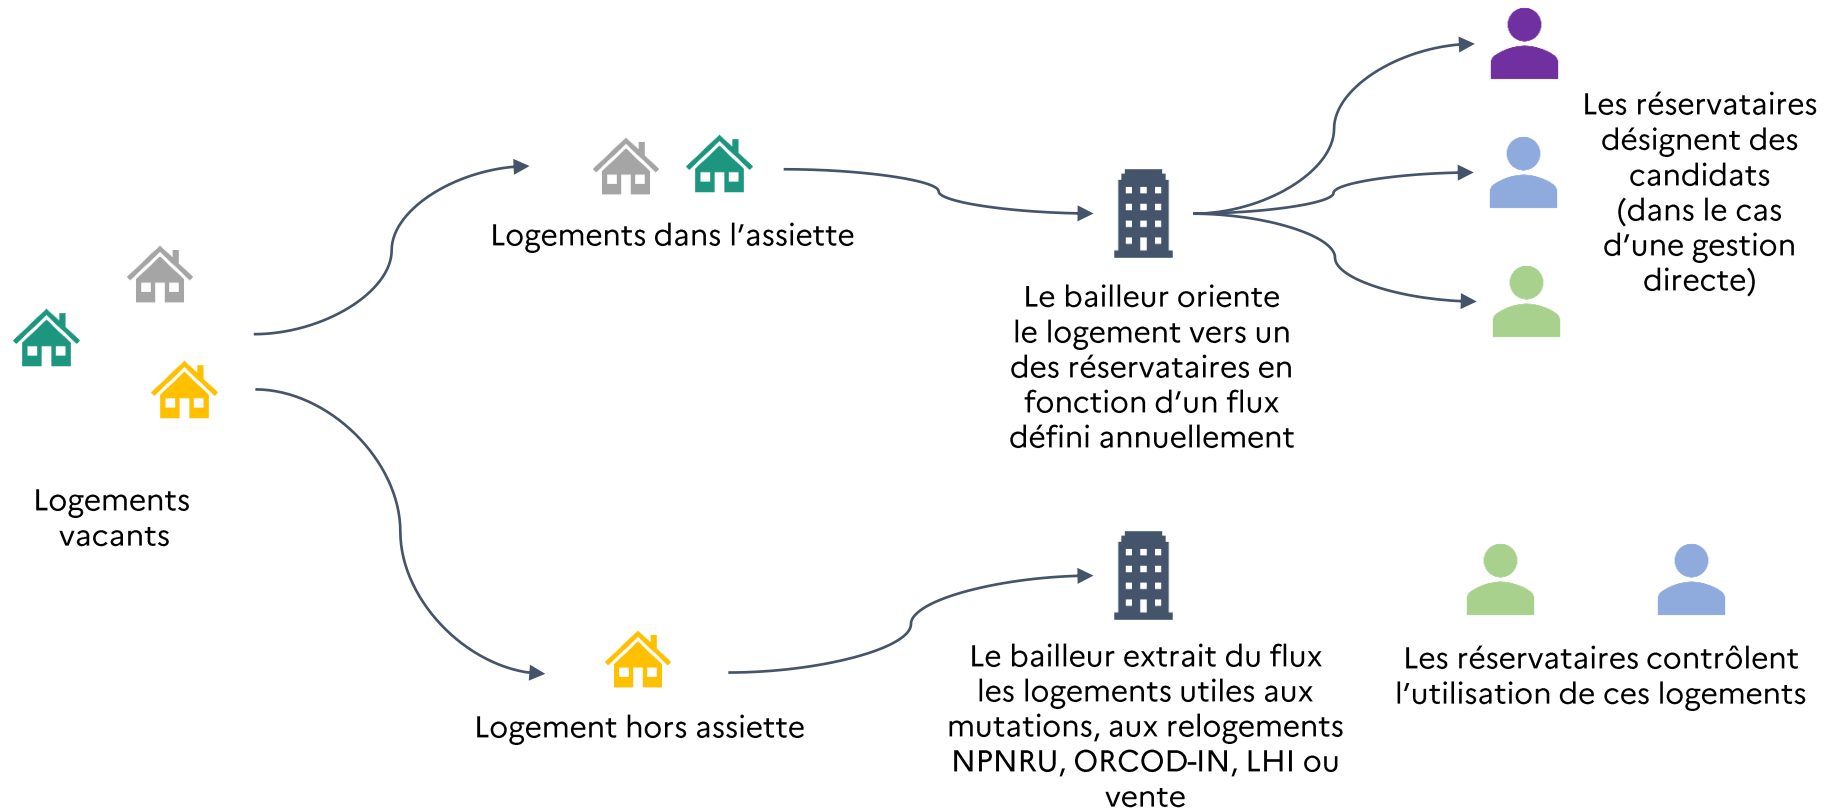 Logements
vacants
Logements dans l’assiette
Le bailleur oriente
le logement vers un
des réservataires en
fonction d’un flux
défini annuellement
Les réservataires
désignent des
candidats
(dans le cas
d’une gestion
directe)
Logement hors assiette
Le bailleur extrait du flux
les logements utiles aux
mutations, aux relogements
NPNRU, ORCOD-IN, LHI ou
vente
Les réservataires contrôlent
l’utilisation de ces logements